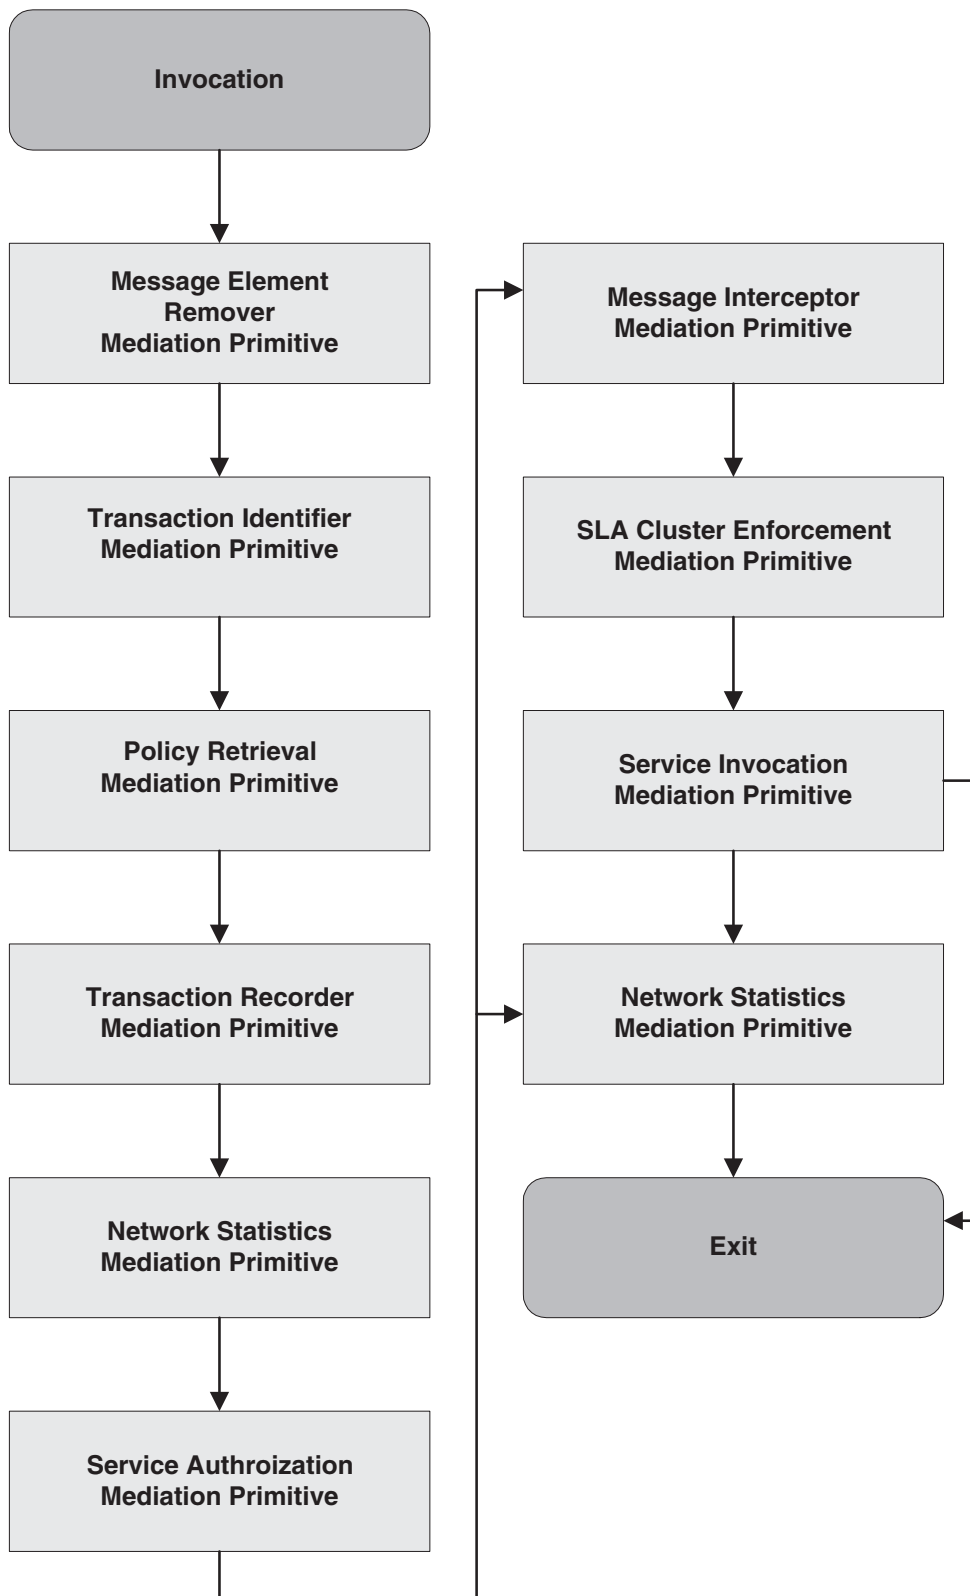 Invocation
Message Element
Remover
Mediation Primitive
Transaction Identifier
Mediation Primitive
Policy Retrieval
Mediation Primitive
Transaction Recorder
Mediation Primitive
Network Statistics
Mediation Primitive
Service Authroization
Mediation Primitive
Message Interceptor
Mediation Primitive
SLA Cluster Enforcement
Mediation Primitive
Service Invocation
Mediation Primitive
Network Statistics
Mediation Primitive
Exit